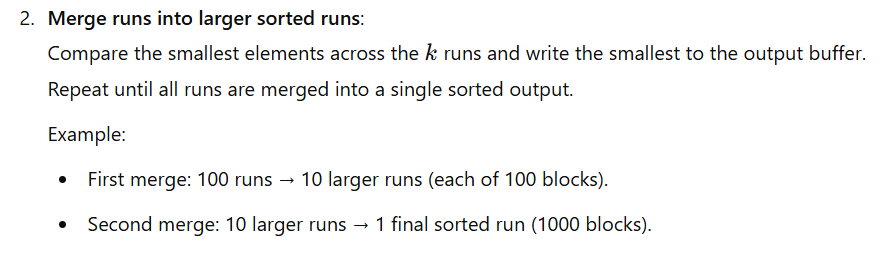 2. Merge runs into larger sorted runs:
Compare the smallest elements across the k runs and write the smallest to the output buffer.
Repeat until all runs are merged into a single sorted output.
Example:
• First merge: 100 runs → 10 larger runs (each of 100 blocks).
• Second merge: 10 larger runs → 1 final sorted run (1000 blocks).